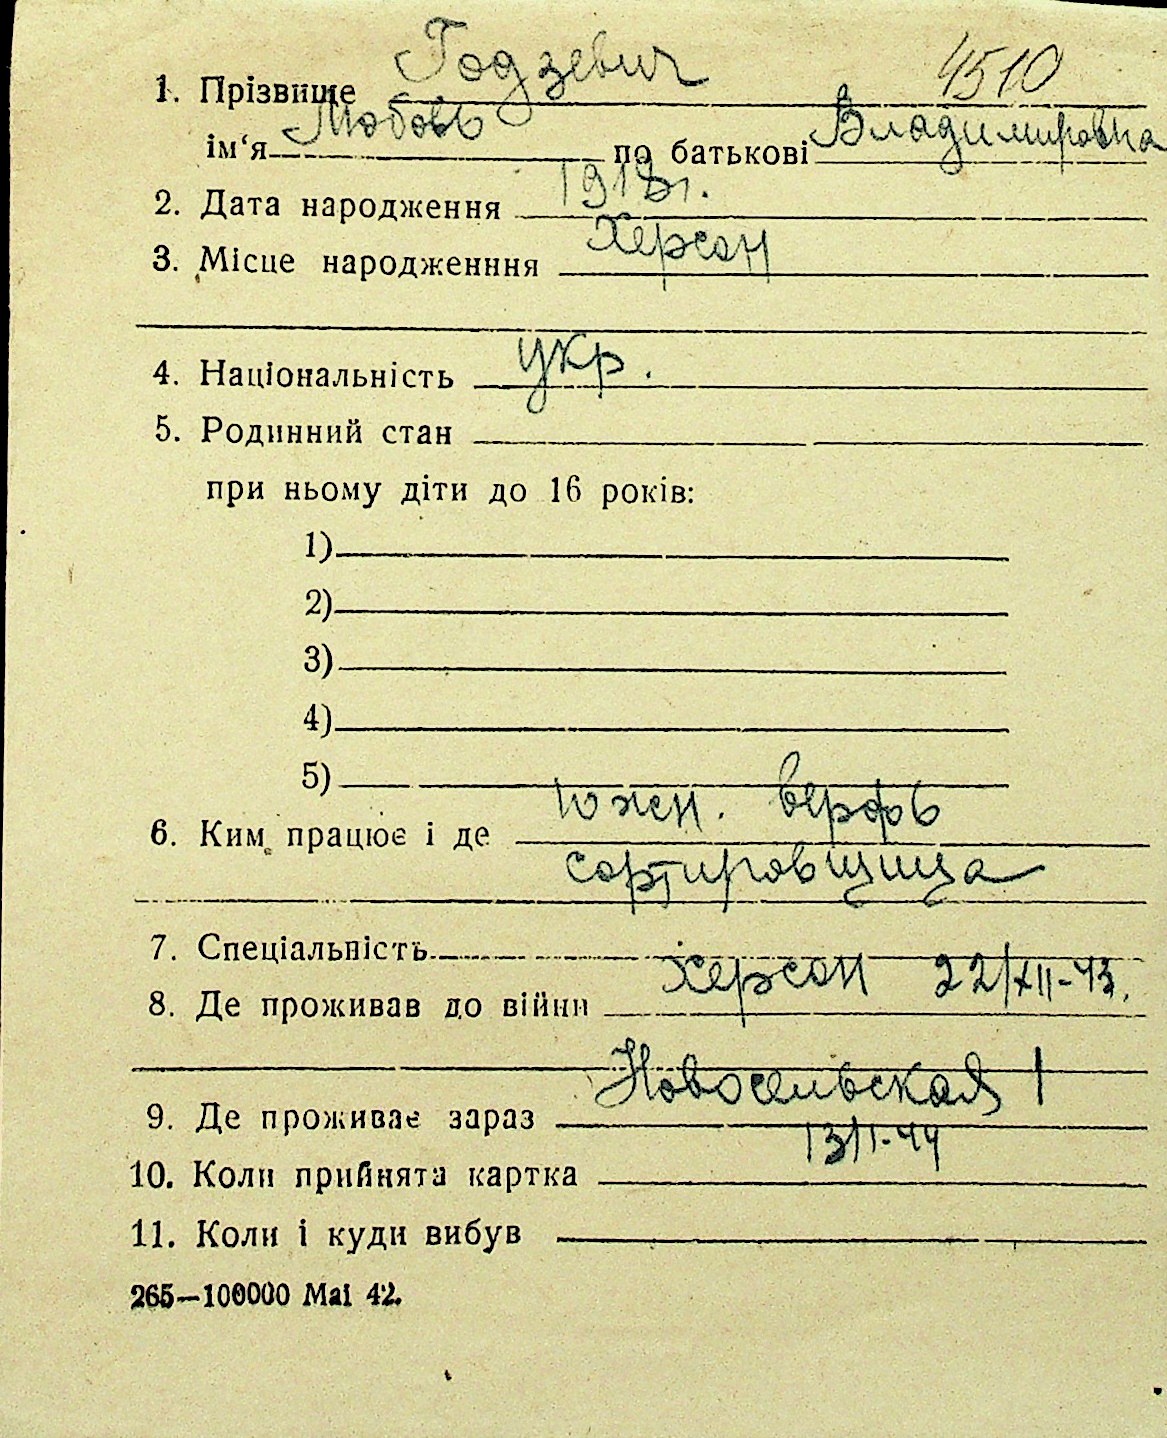 Годзевич 4510
1. Прізвище
Любовь Владимировна
ім‘я по батькові
1918 г.
2. Дата народження
Херсон
3. Місце народженння
укр.
4. Національність
5. Родинний стан
при ньому діти до 16 років:
1)
2)
3)
4)
5)
Южн. верфь
6. Ким працює і де
сортировщица
7. Спеціальність
Херсон 22/XII-43.
8. Де проживав до війни
Новосельская 1
9. Де проживає зараз
13/I-44
10. Коли прийнята картка
11. Коли і куди вибув
265—100000 Mai 42.